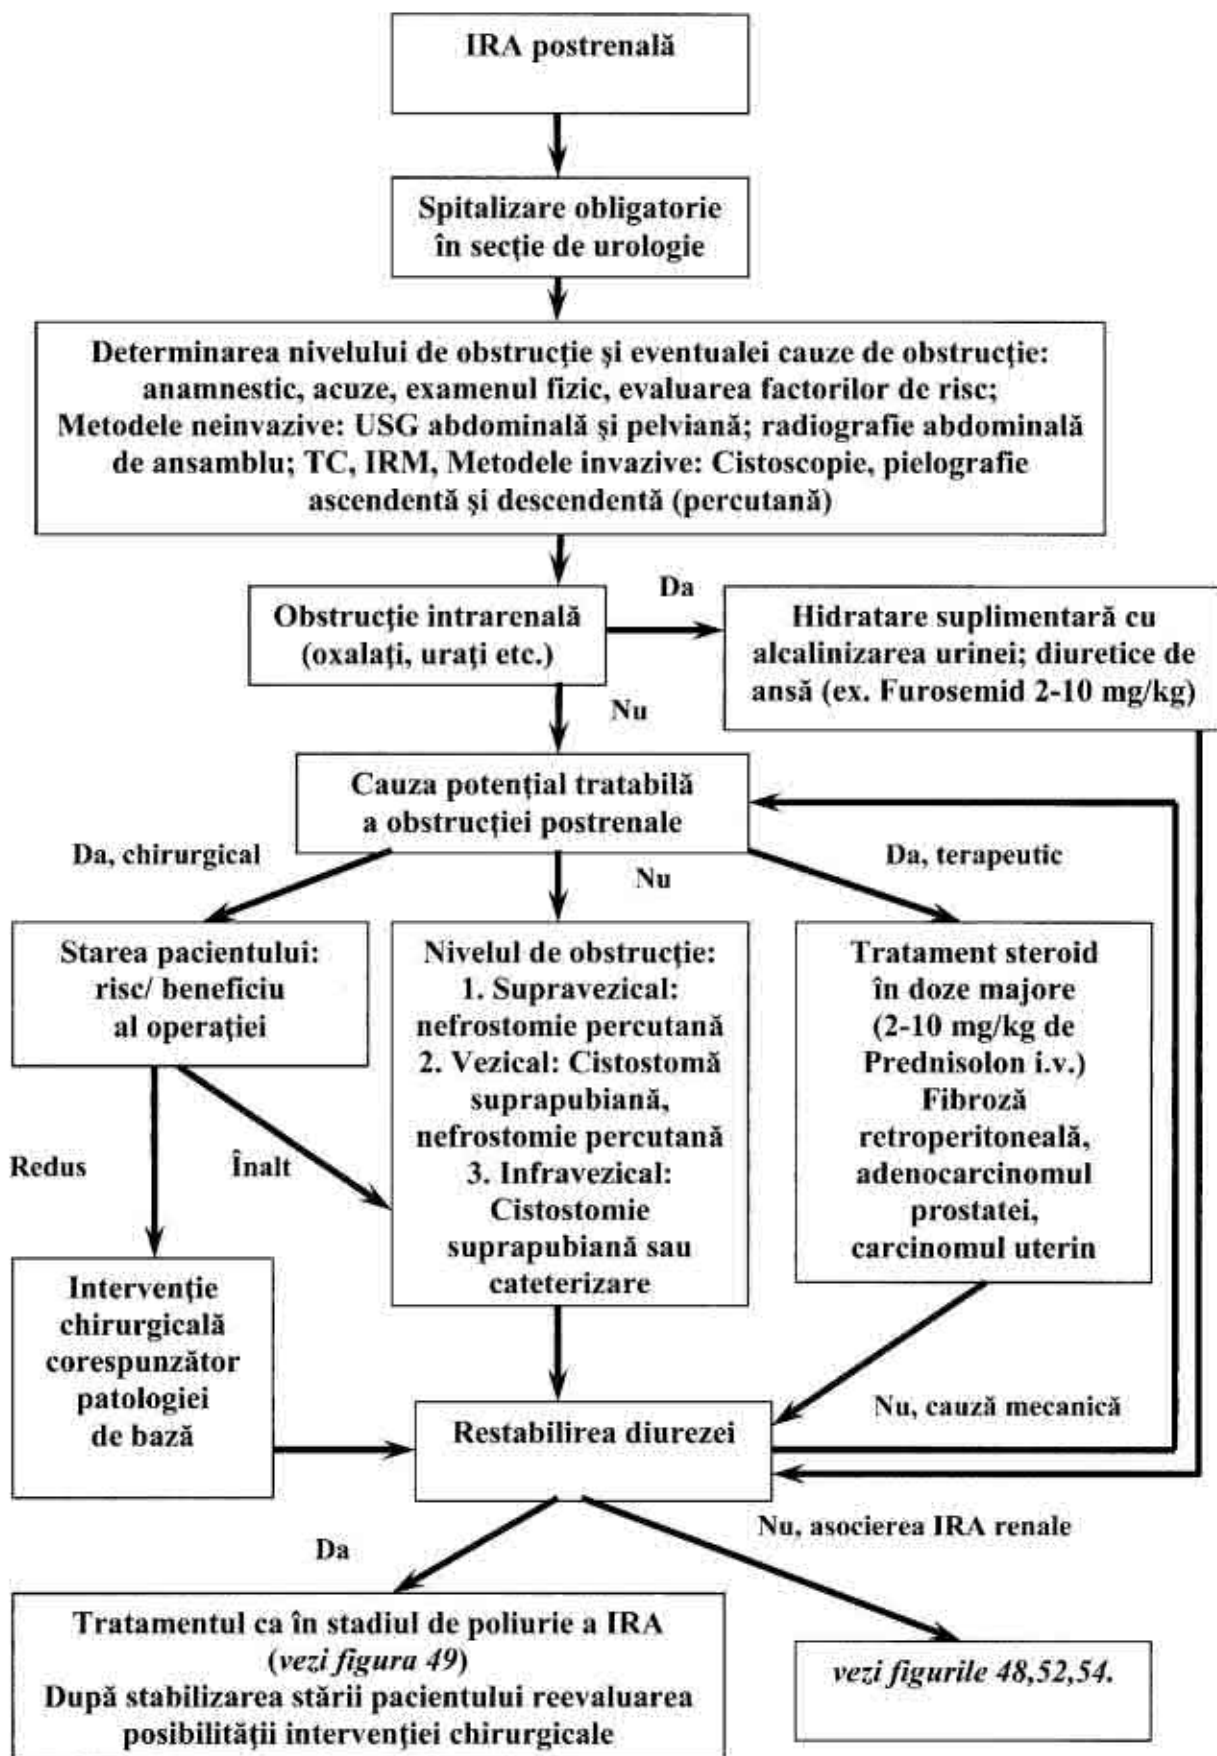 IRA postrenală
Spitalizare obligatorie
în secţie de urologie
Determinarea nivelului de obstrucţie şi eventualei cauze de obstrucţie:
anamnestic, acuze, examenul fizic, evaluarea factorilor de risc;
Metodele neinvazive: USG abdominală şi pelviană; radiografie abdominală
de ansamblu; TC, IRM, Metodele invazive: Cistoscopie, pielografie
ascendentă şi descendentă (percutană)
Obstrucţie intrarenală
(oxalaţi, uraţi etc.)
Da
Hidratare suplimentară cu
alcalinizarea urinei; diuretice de
ansă (ex. Furosemid 2-10 mg/kg)
Nu
Cauza potenţial tratabilă
a obstrucţiei postrenale
Da, chirurgical
Nu
Da, terapeutic
Starea pacientului:
risc/ beneficiu
al operaţiei
Nivelul de obstrucţie:
1. Supravezical:
nefrostomie percutană
2. Vezical: Cistostomă
suprapubiană,
nefrostomie percutană
3. Infravezical:
Cistostomie
suprapubiană sau
cateterizare
Tratament steroid
în doze majore
(2-10 mg/kg de
Prednisolon i.v.)
Fibroză
retroperitoneală,
adenocarcinomul
prostatei,
carcinomul uterin
Redus
Înalt
Intervenţie
chirurgicală
corespunzător
patologiei
de bază
Restabilirea diurezei
Nu, cauză mecanică
Da
Nu, asocierea IRA renale
Tratamentul ca în stadiul de poliurie a IRA
(vezi figura 49)
După stabilizarea stării pacientului reevaluarea
posibilităţii intervenţiei chirurgicale
vezi figurile 48,52,54.